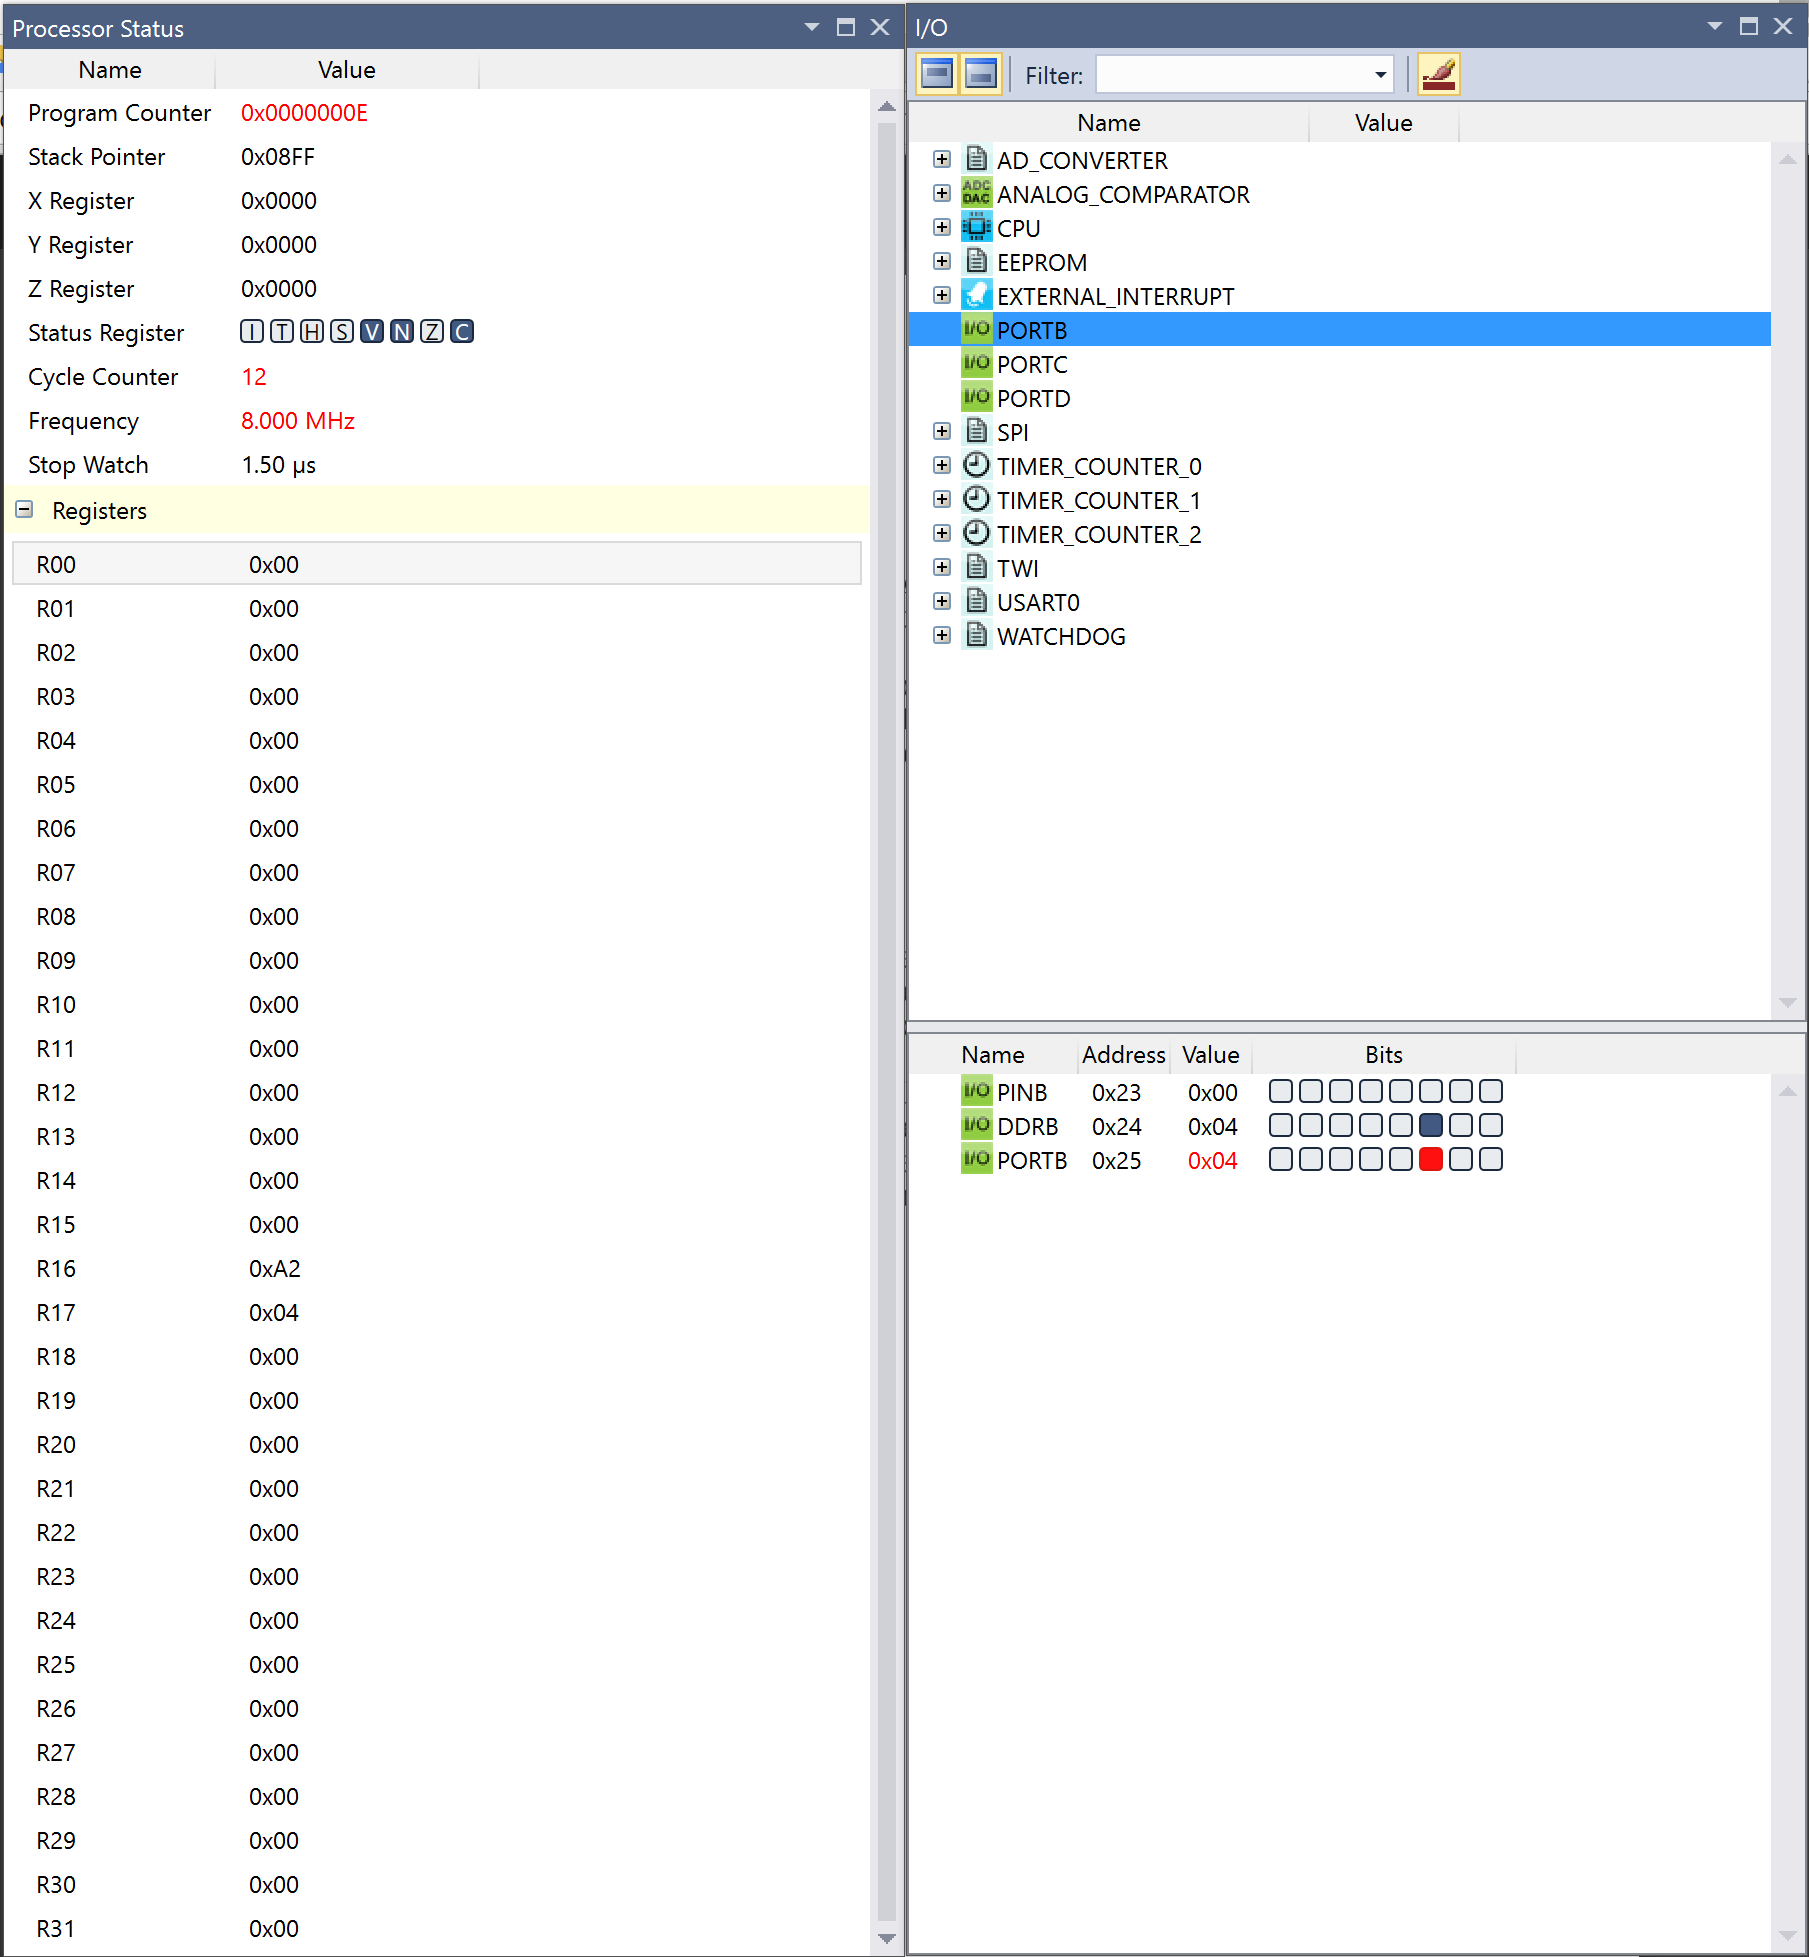 Processor Status
Name Value
Program Counter 0x0000000E
Stack Pointer 0x08FF
X Register 0x0000
Y Register 0x0000
Z Register 0x0000
Status Register I T H S V N Z C
Cycle Counter 12
Frequency 8.000 MHz
Stop Watch 1.50 µs
Registers
R00 0x00
R01 0x00
R02 0x00
R03 0x00
R04 0x00
R05 0x00
R06 0x00
R07 0x00
R08 0x00
R09 0x00
R10 0x00
R11 0x00
R12 0x00
R13 0x00
R14 0x00
R15 0x00
R16 0xA2
R17 0x04
R18 0x00
R19 0x00
R20 0x00
R21 0x00
R22 0x00
R23 0x00
R24 0x00
R25 0x00
R26 0x00
R27 0x00
R28 0x00
R29 0x00
R30 0x00
R31 0x00
I/O
Filter:
Name Value
AD_CONVERTER
ADC DAC ANALOG_COMPARATOR
CPU
EEPROM
EXTERNAL_INTERRUPT
I/O PORTB
I/O PORTC
I/O PORTD
SPI
TIMER_COUNTER_0
TIMER_COUNTER_1
TIMER_COUNTER_2
TWI
USART0
WATCHDOG
Name Address Value Bits
I/O PINB 0x23 0x00
I/O DDRB 0x24 0x04
I/O PORTB 0x25 0x04